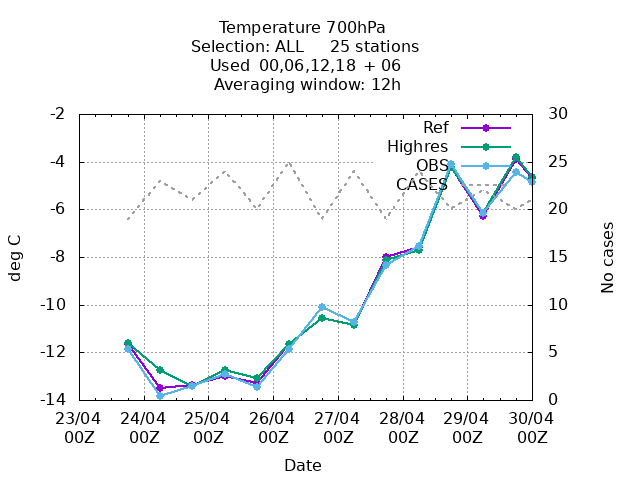 Temperature 700hPa
Selection: ALL 25 stations
Used 00,06,12,18 + 06
Averaging window: 12h
-2 30
Ref
Highres
-4 25
OBS
CASES
-6 20
-8 15
deg C No cases
-10 10
-12 5
-14 0
23/04 24/04 25/04 26/04 27/04 28/04 29/04 30/04
00Z 00Z 00Z 00Z 00Z 00Z 00Z 00Z
Date